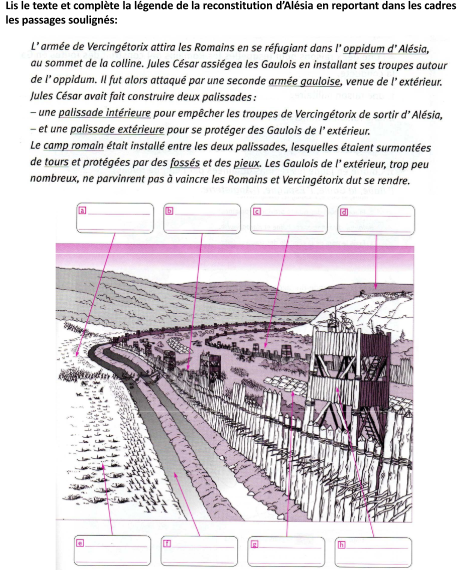 Lis le texte et complète la légende de la reconstitution d'Alésia en reportant dans les cadres
les passages soulignés:
L' armée de Vercingétorix attira les Romains en se réfugiant dans l' oppidum d' Alésia,
au sommet de la colline. Jules César assiégea les Gaulois en installant ses troupes autour
de l' oppidum. Il fut alors attaqué par une seconde armée gauloise, venue de l' extérieur.
Jules César avait fait construire deux palissades :
– une palissade intérieure pour empêcher les troupes de Vercingétorix de sortir d' Alésia,
– et une palissade extérieure pour se protéger des Gaulois de l' extérieur.
Le camp romain était installé entre les deux palissades, lesquelles étaient surmontées
de tours et protégées par des fossés et des pieux. Les Gaulois de l' extérieur, trop peu
nombreux, ne parvinrent pas à vaincre les Romains et Vercingétorix dut se rendre.
a b c d
e f g h